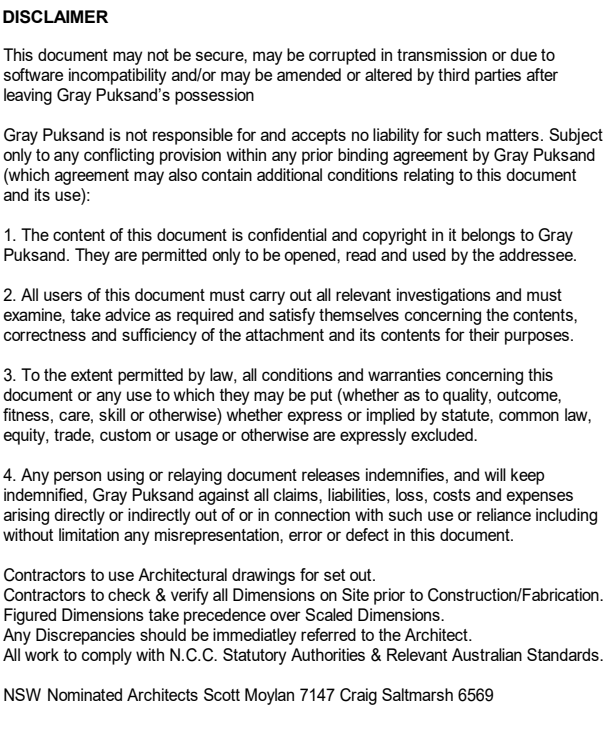 DISCLAIMER
This document may not be secure, may be corrupted in transmission or due to
software incompatibility and/or may be amended or altered by third parties after
leaving Gray Puksand's possession
Gray Puksand is not responsible for and accepts no liability for such matters. Subject
only to any conflicting provision within any prior binding agreement by Gray Puksand
(which agreement may also contain additional conditions relating to this document
and its use):
1. The content of this document is confidential and copyright in it belongs to Gray
Puksand. They are permitted only to be opened, read and used by the addressee.
2. All users of this document must carry out all relevant investigations and must
examine, take advice as required and satisfy themselves concerning the contents,
correctness and sufficiency of the attachment and its contents for their purposes.
3. To the extent permitted by law, all conditions and warranties concerning this
document or any use to which they may be put (whether as to quality, outcome,
fitness, care, skill or otherwise) whether express or implied by statute, common law,
equity, trade, custom or usage or otherwise are expressly excluded.
4. Any person using or relaying document releases indemnifies, and will keep
indemnified, Gray Puksand against all claims, liabilities, loss, costs and expenses
arising directly or indirectly out of or in connection with such use or reliance including
without limitation any misrepresentation, error or defect in this document.
Contractors to use Architectural drawings for set out.
Contractors to check & verify all Dimensions on Site prior to Construction/Fabrication.
Figured Dimensions take precedence over Scaled Dimensions.
Any Discrepancies should be immediatley referred to the Architect.
All work to comply with N.C.C. Statutory Authorities & Relevant Australian Standards.
NSW Nominated Architects Scott Moylan 7147 Craig Saltmarsh 6569